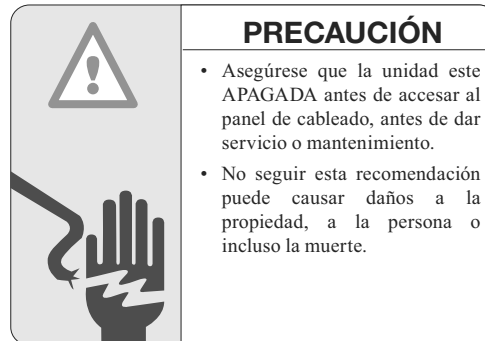 PRECAUCIÓN
• Asegúrese que la unidad este
APAGADA antes de accesar al
panel de cableado, antes de dar
servicio o mantenimiento.
• No seguir esta recomendación
puede causar daños a la
propiedad, a la persona o
incluso la muerte.